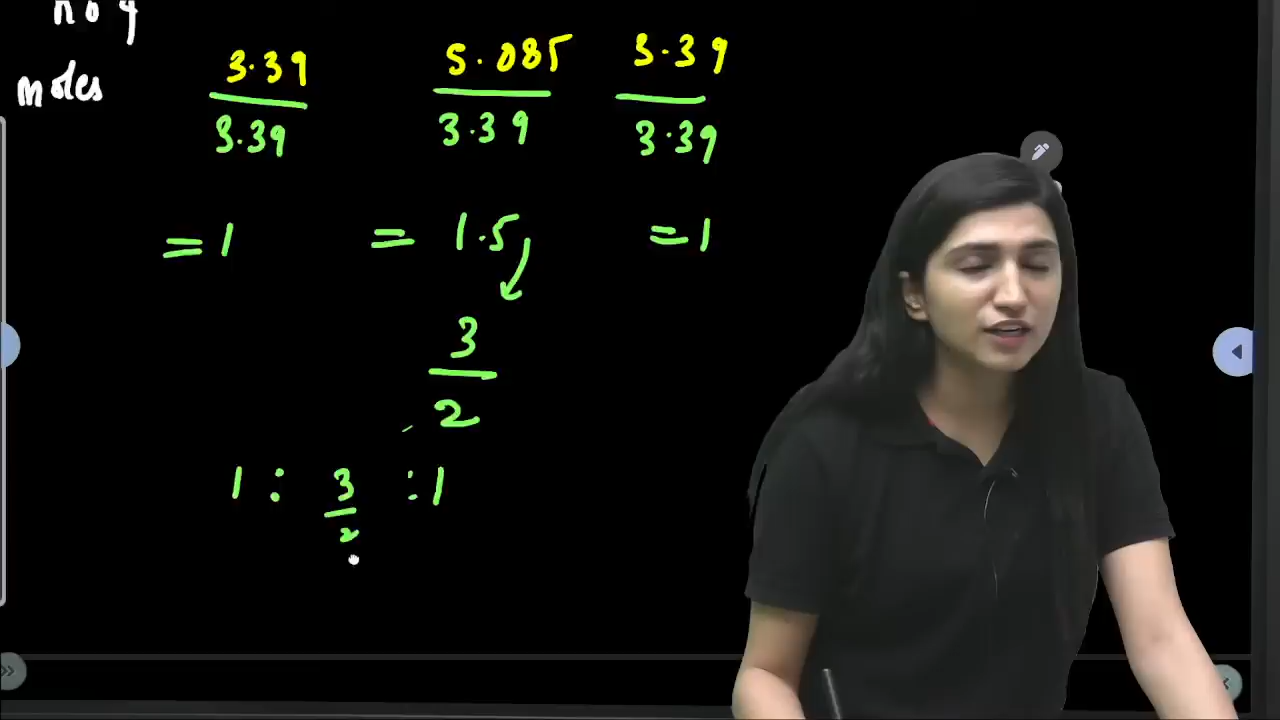 no of
moles
3.39 5.085 3.39
3.39 3.39 3.39
= 1 = 1.5 = 1
3
2
1 : 3 : 1
2